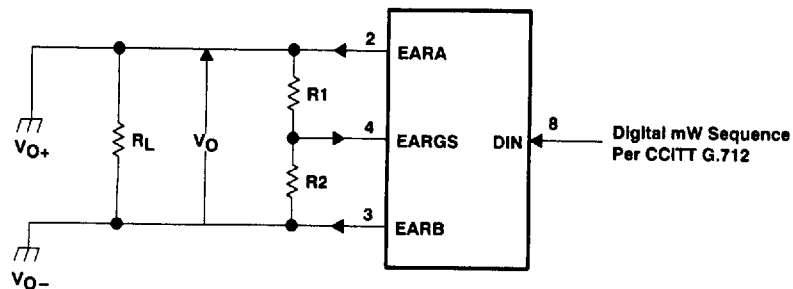 2
EARA
R1
VO+
RL
VO
4
EARGS
DIN
8
Digital mW Sequence
Per CCITT G.712
R2
3
EARB
VO−